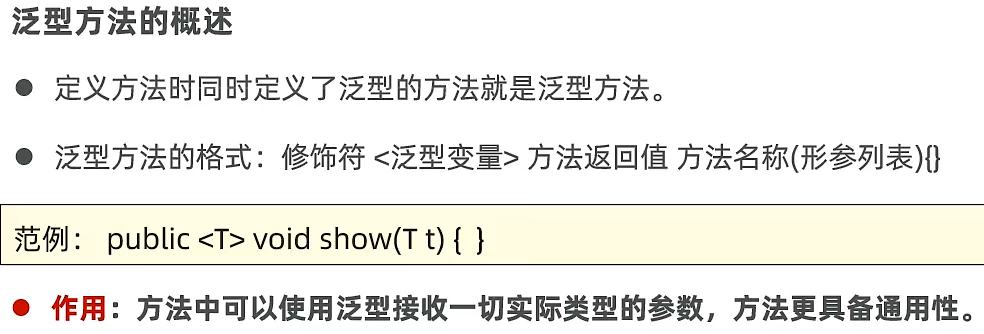 泛型方法的概述
● 定义方法时同时定义了泛型的方法就是泛型方法。
● 泛型方法的格式：修饰符 <泛型变量> 方法返回值 方法名称(形参列表){}
范例： public <T> void show(T t) { }
● 作用：方法中可以使用泛型接收一切实际类型的参数，方法更具备通用性。